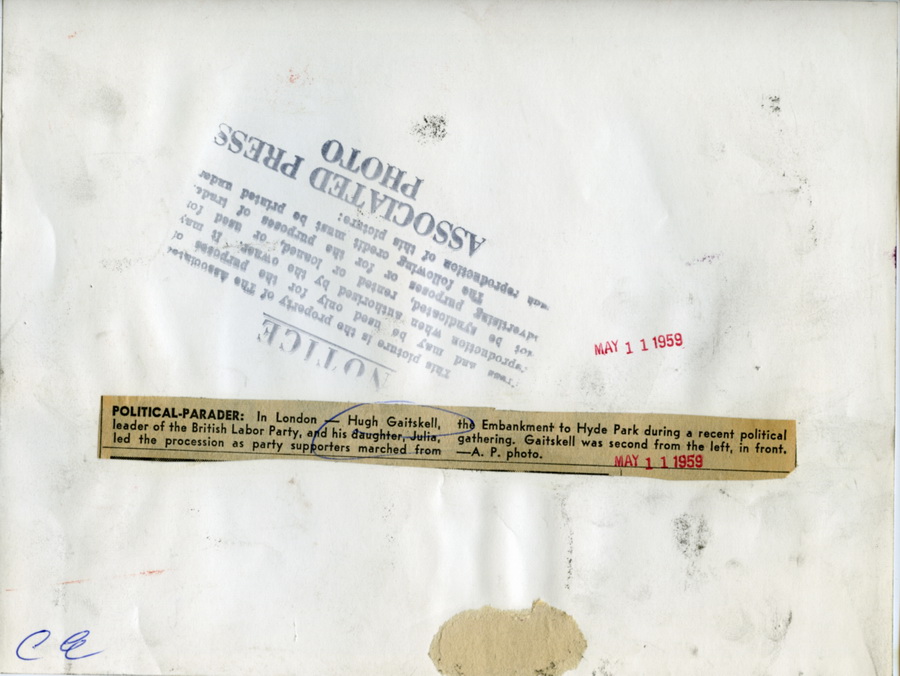 NOTICE
This picture is the property of The Associate
ress and may be used only for the purposes of
reproduction when authorised by the owner. It may
not be syndicated, rented or loaned, or used for
advertising purposes or for the purposes of trade.
The following credit must be printed under
each reproduction of this picture:
ASSOCIATED PRESS
PHOTO
MAY 11 1959
POLITICAL-PARADER: In London — Hugh Gaitskell,
leader of the British Labor Party, and his daughter, Julia,
led the procession as party supporters marched from
the Embankment to Hyde Park during a recent political
gathering. Gaitskell was second from the left, in front.
—A. P. photo.
MAY 11 1959